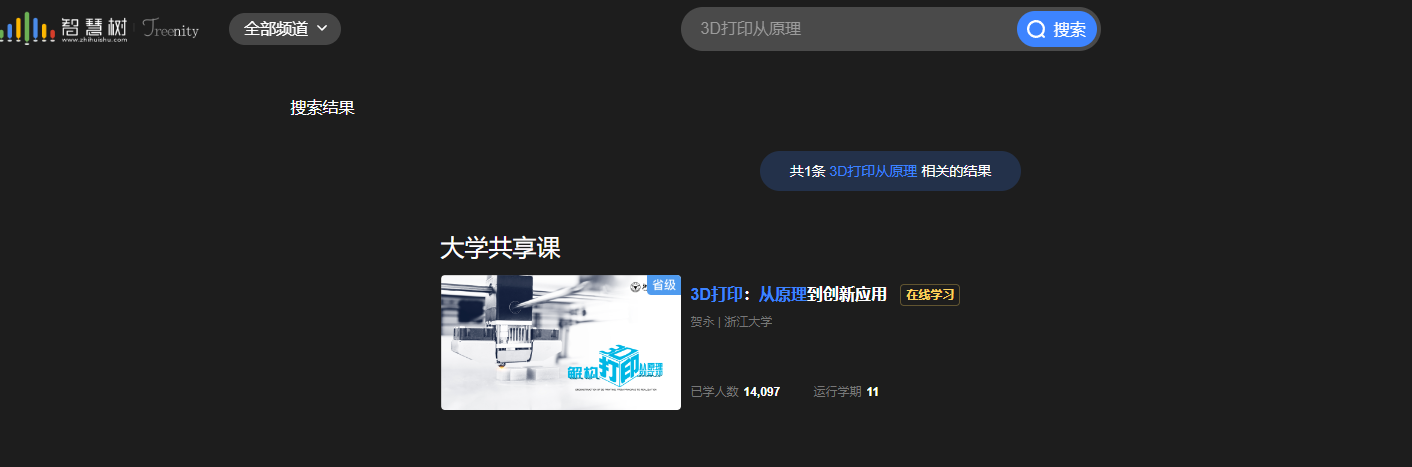 智慧树
www.zhihuishu.com
Treenity
全部频道
3D打印从原理
搜索
搜索结果
共1条 3D打印从原理 相关的结果
大学共享课
省级
解构打印
3D打印：从原理到创新应用
在线学习
贺永 | 浙江大学
已学人数 14,097
运行学期 11